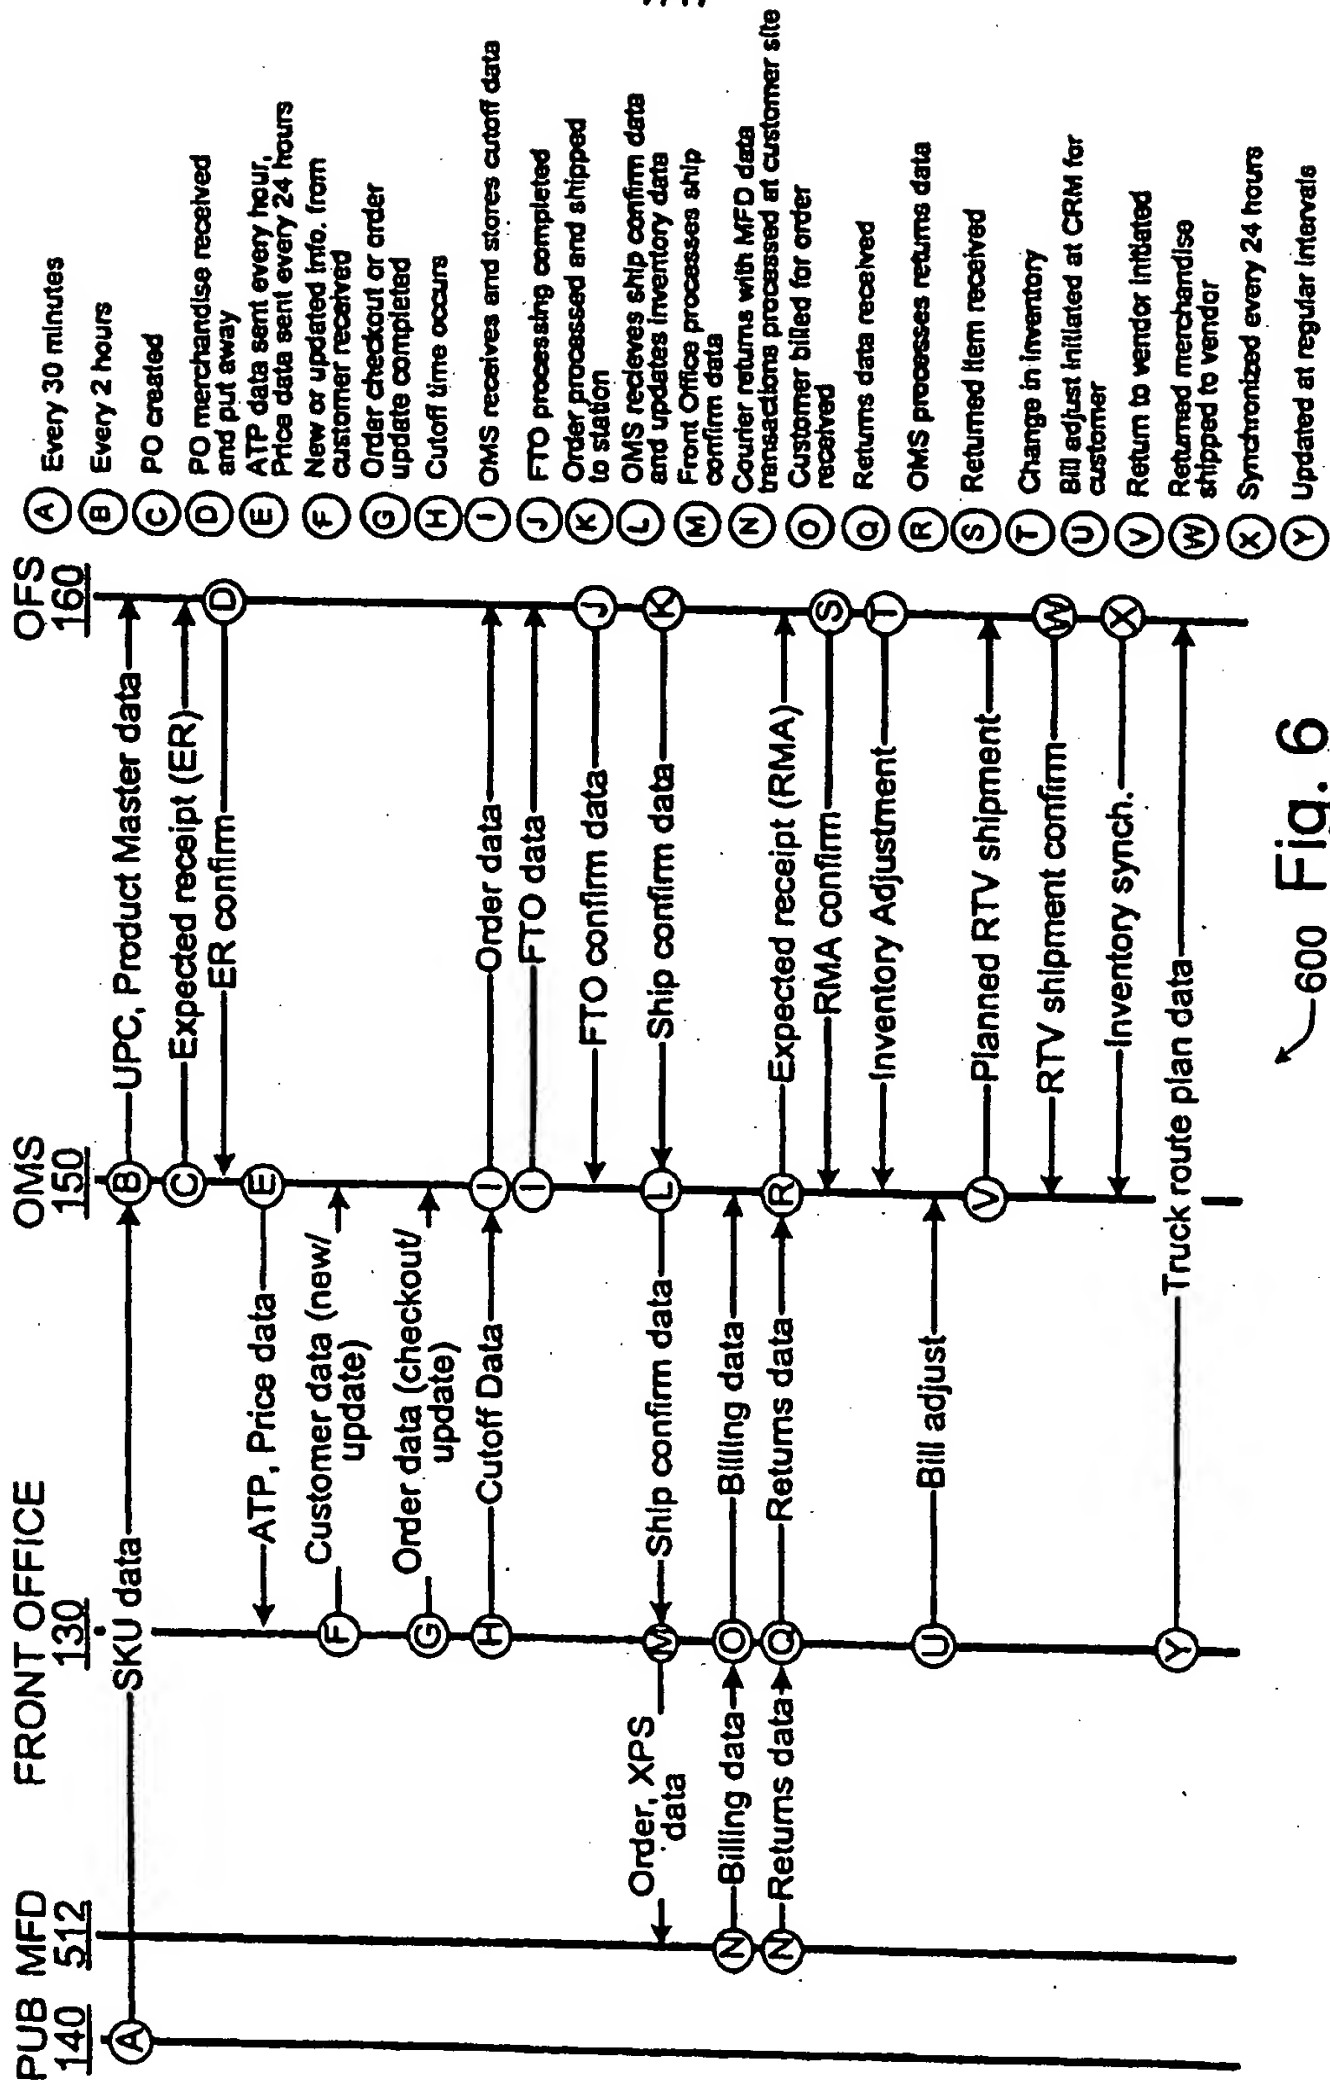 PUB MFD FRONT OFFICE OMS OFS
140 512 130 150 160
A SKU data B UPC, Product Master data
C Expected receipt (ER)
ER confirm D
ATP, Price data E
F Customer data (new/
update)
G Order data (checkout/
update)
H Cutoff Data I Order data
I FTO data
FTO confirm data J
Order, XPS
data
M Ship confirm data L Ship confirm data K
N Billing data O Billing data
N Returns data Q Returns data R Expected receipt (RMA)
RMA confirm S
Inventory Adjustment T
U Bill adjust
V Planned RTV shipment
RTV shipment confirm W
Inventory synch. X
Y Truck route plan data
A Every 30 minutes
B Every 2 hours
C PO created
D PO merchandise received
and put away
E ATP data sent every hour,
Price data sent every 24 hours
F New or updated info. from
customer received
G Order checkout or order
update completed
H Cutoff time occurs
I OMS receives and stores cutoff data
J FTO processing completed
K Order processed and shipped
to station
L OMS recieves ship confirm data
and updates inventory data
M Front Office processes ship
confirm data
N Courier returns with MFD data
transactions processed at customer site
O Customer billed for order
received
Q Returns data received
R OMS processes returns data
S Returned item received
T Change in inventory
U Bill adjust initiated at CRM for
customer
V Return to vendor initiated
W Returned merchandise
shipped to vendor
X Synchronized every 24 hours
Y Updated at regular intervals
600 Fig. 6